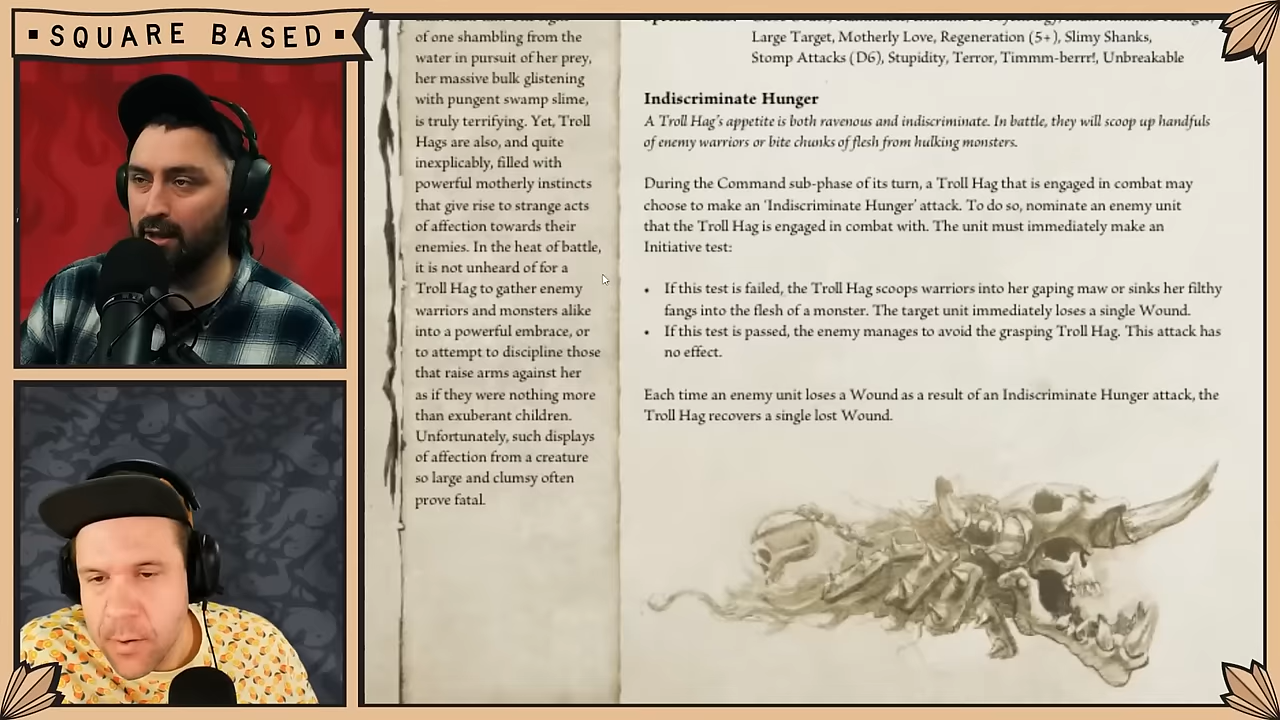 SQUARE BASED
of one shambling from the
water in pursuit of her prey,
her massive bulk glistening
with pungent swamp slime,
is truly terrifying. Yet, Troll
Hags are also, and quite
inexplicably, filled with
powerful motherly instincts
that give rise to strange acts
of affection towards their
enemies. In the heat of battle,
it is not unheard of for a
Troll Hag to gather enemy
warriors and monsters alike
into a powerful embrace, or
to attempt to discipline those
that raise arms against her
as if they were nothing more
than exuberant children.
Unfortunately, such displays
of affection from a creature
so large and clumsy often
prove fatal.
Large Target, Motherly Love, Regeneration (5+), Slimy Shanks,
Stomp Attacks (D6), Stupidity, Terror, Timmm-berrr!, Unbreakable
Indiscriminate Hunger
A Troll Hag's appetite is both ravenous and indiscriminate. In battle, they will scoop up handfuls
of enemy warriors or bite chunks of flesh from hulking monsters.
During the Command sub-phase of its turn, a Troll Hag that is engaged in combat may
choose to make an 'Indiscriminate Hunger' attack. To do so, nominate an enemy unit
that the Troll Hag is engaged in combat with. The unit must immediately make an
Initiative test:
• If this test is failed, the Troll Hag scoops warriors into her gaping maw or sinks her filthy
fangs into the flesh of a monster. The target unit immediately loses a single Wound.
• If this test is passed, the enemy manages to avoid the grasping Troll Hag. This attack has
no effect.
Each time an enemy unit loses a Wound as a result of an Indiscriminate Hunger attack, the
Troll Hag recovers a single lost Wound.